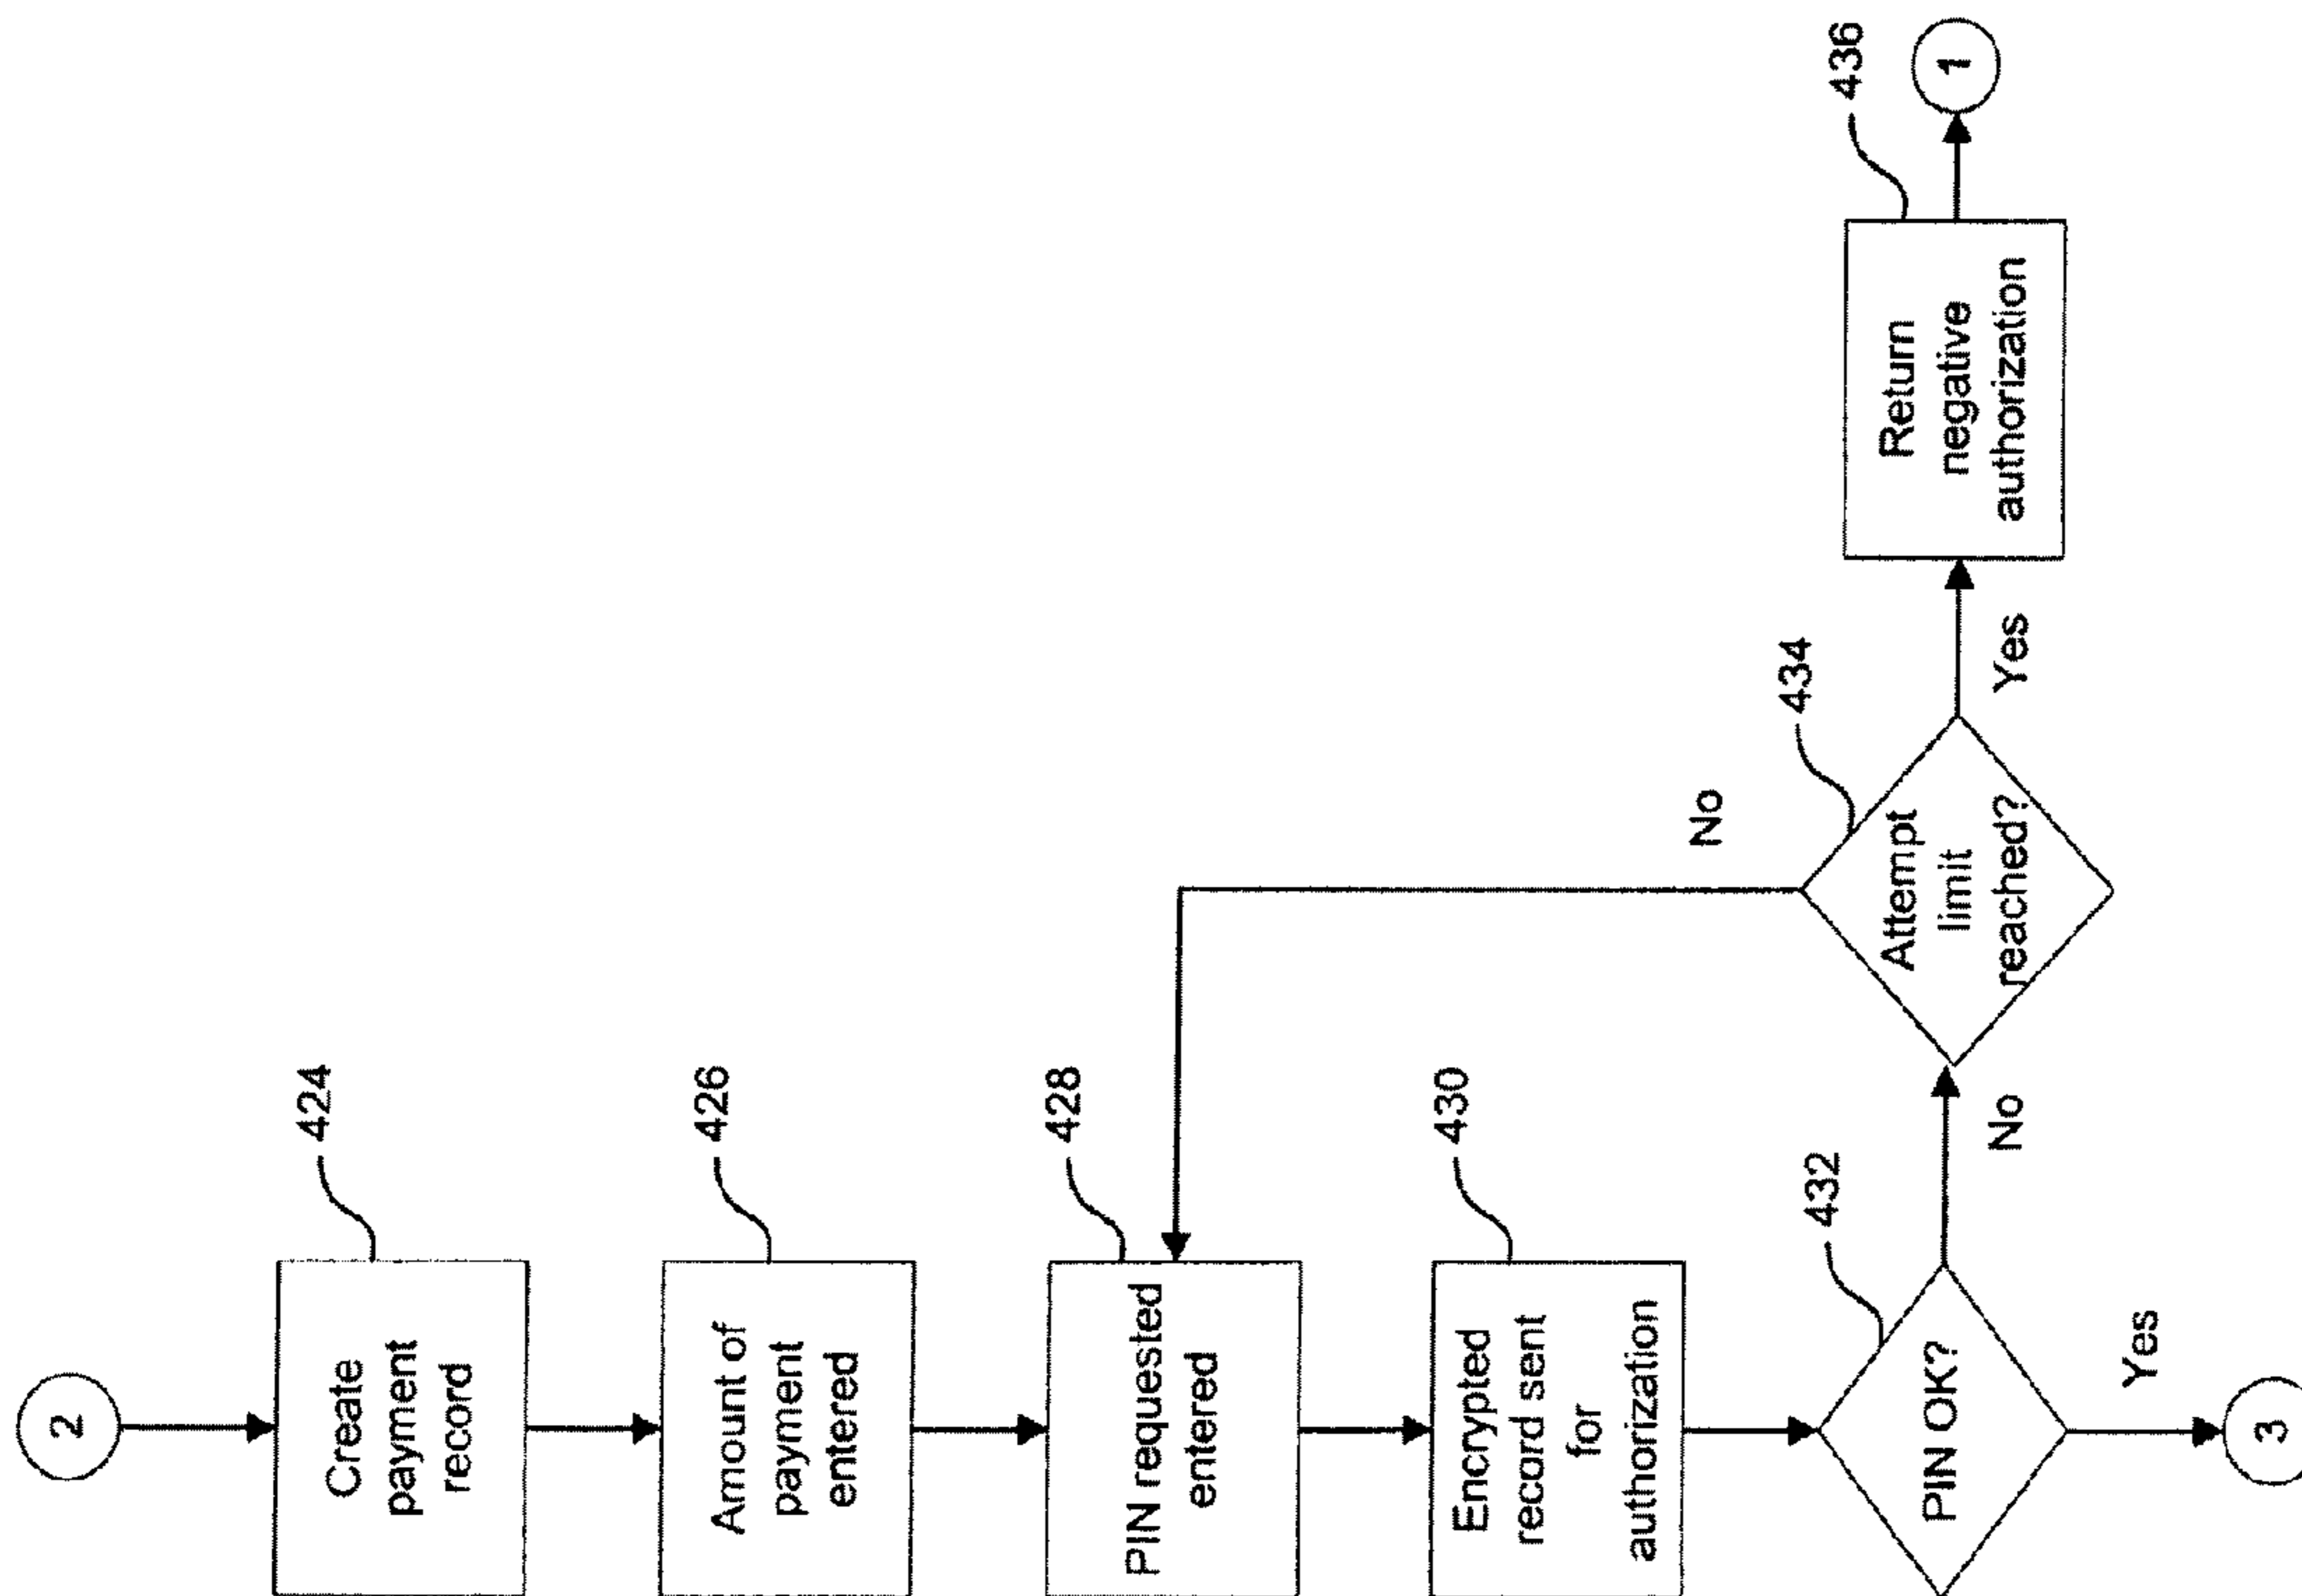 2
424
Create
payment
record
426
Amount of
payment
entered
428
PIN requested
entered
430
Encrypted
record sent
for
authorization
432
PIN OK?
Yes
3
No
434
Attempt
limit
reached?
No
Yes
436
Return
negative
authorization
1